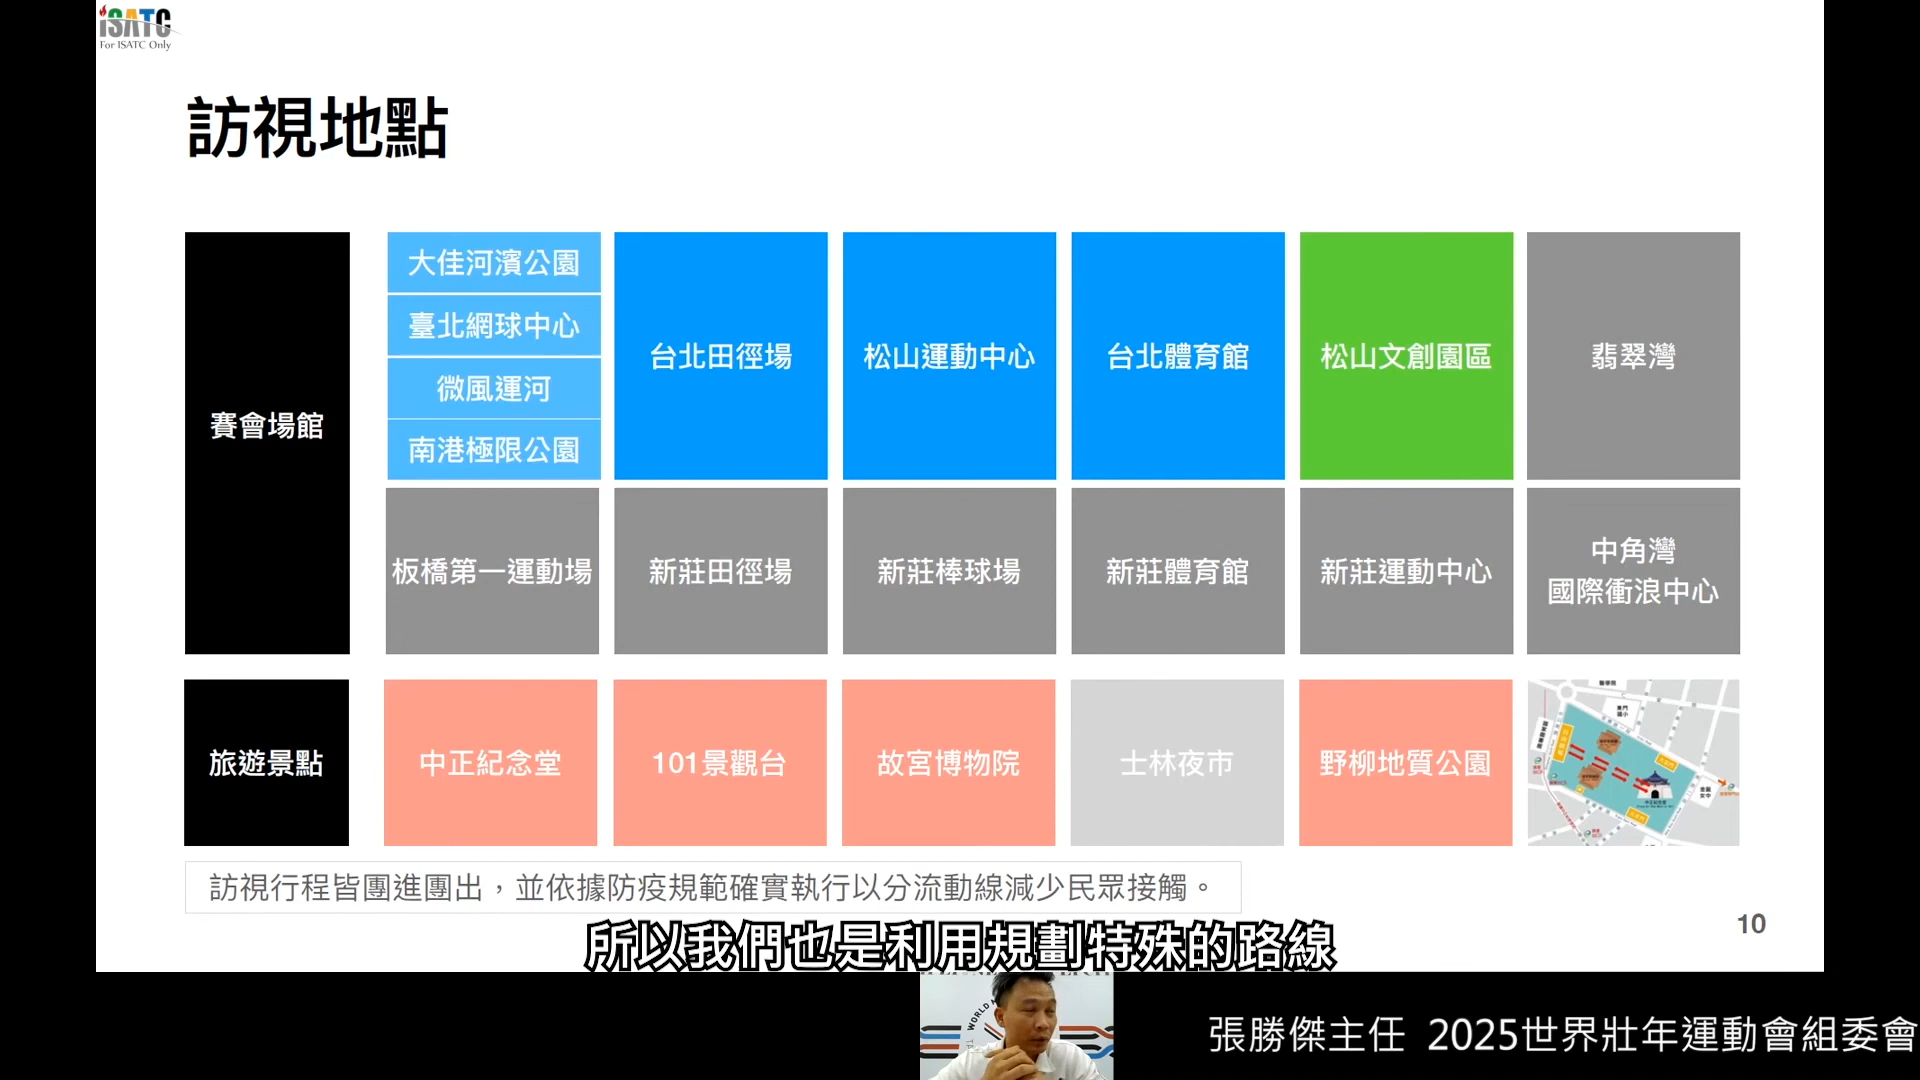 iSATC
For ISATC Only
訪視地點
賽會場館
大佳河濱公園
臺北網球中心
微風運河
南港極限公園
台北田徑場
松山運動中心
台北體育館
松山文創園區
翡翠灣
板橋第一運動場
新莊田徑場
新莊棒球場
新莊體育館
新莊運動中心
中角灣
國際衝浪中心
旅遊景點
中正紀念堂
101景觀台
故宮博物院
士林夜市
野柳地質公園
訪視行程皆團進團出，並依據防疫規範確實執行以分流動線減少民眾接觸。
10
所以我們也是利用規劃特殊的路線
WORLD
張勝傑主任 2025世界壯年運動會組委會